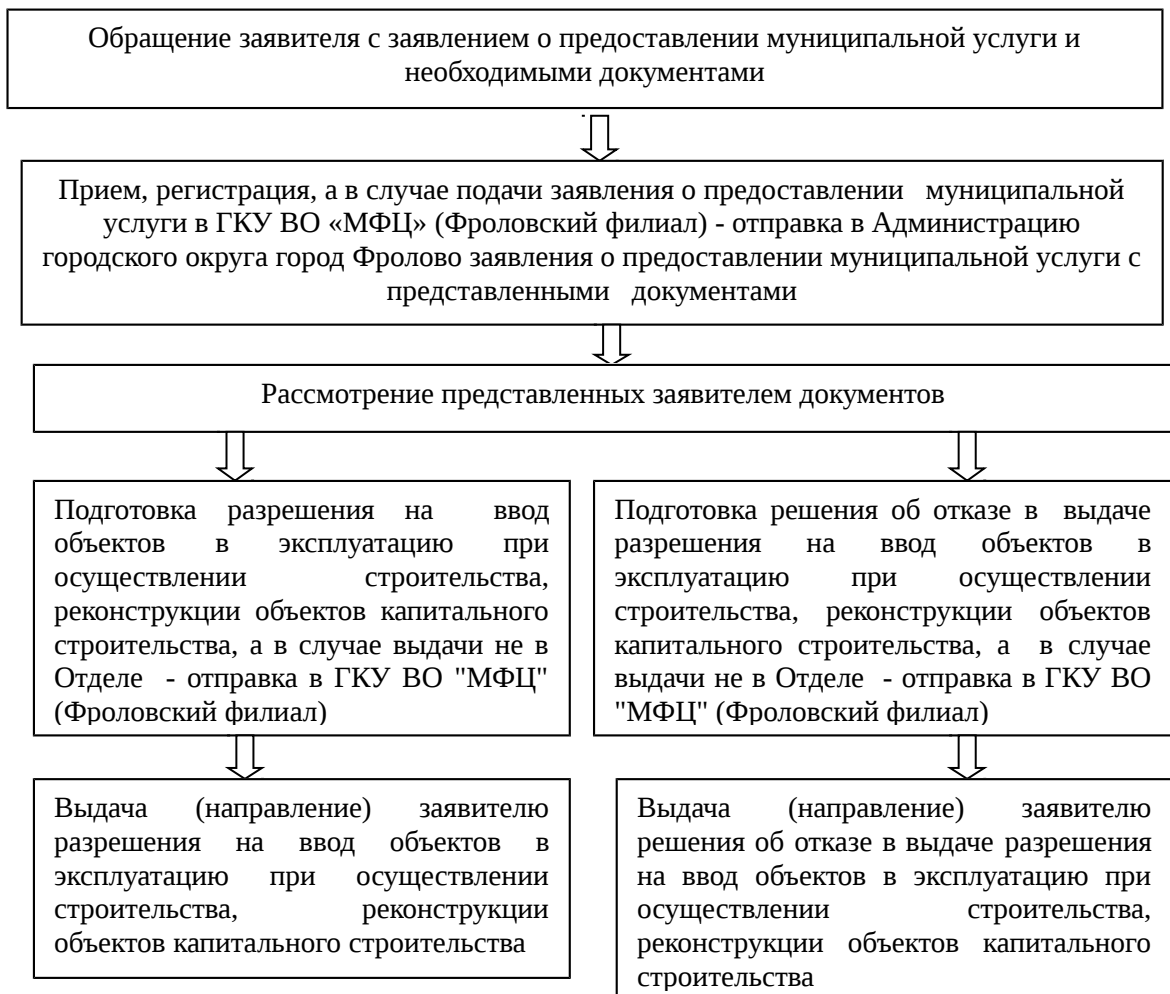 Обращение заявителя с заявлением о предоставлении муниципальной услуги и
необходимыми документами
Прием, регистрация, а в случае подачи заявления о предоставлении муниципальной
услуги в ГКУ ВО «МФЦ» (Фроловский филиал) - отправка в Администрацию
городского округа город Фролово заявления о предоставлении муниципальной услуги с
представленными документами
Рассмотрение представленных заявителем документов
Подготовка разрешения на ввод
объектов в эксплуатацию при
осуществлении строительства,
реконструкции объектов капитального
строительства, а в случае выдачи не в
Отделе - отправка в ГКУ ВО "МФЦ"
(Фроловский филиал)
Подготовка решения об отказе в выдаче
разрешения на ввод объектов в
эксплуатацию при осуществлении
строительства, реконструкции объектов
капитального строительства, а в случае
выдачи не в Отделе - отправка в ГКУ ВО
"МФЦ" (Фроловский филиал)
Выдача (направление) заявителю
разрешения на ввод объектов в
эксплуатацию при осуществлении
строительства, реконструкции
объектов капитального строительства
Выдача (направление) заявителю
решения об отказе в выдаче разрешения
на ввод объектов в эксплуатацию при
осуществлении строительства,
реконструкции объектов капитального
строительства